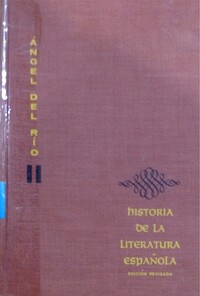 ÁNGEL DEL RÍO
II
HISTORIA
DE LA
LITERATURA
ESPAÑOLA
EDICIÓN REVISADA